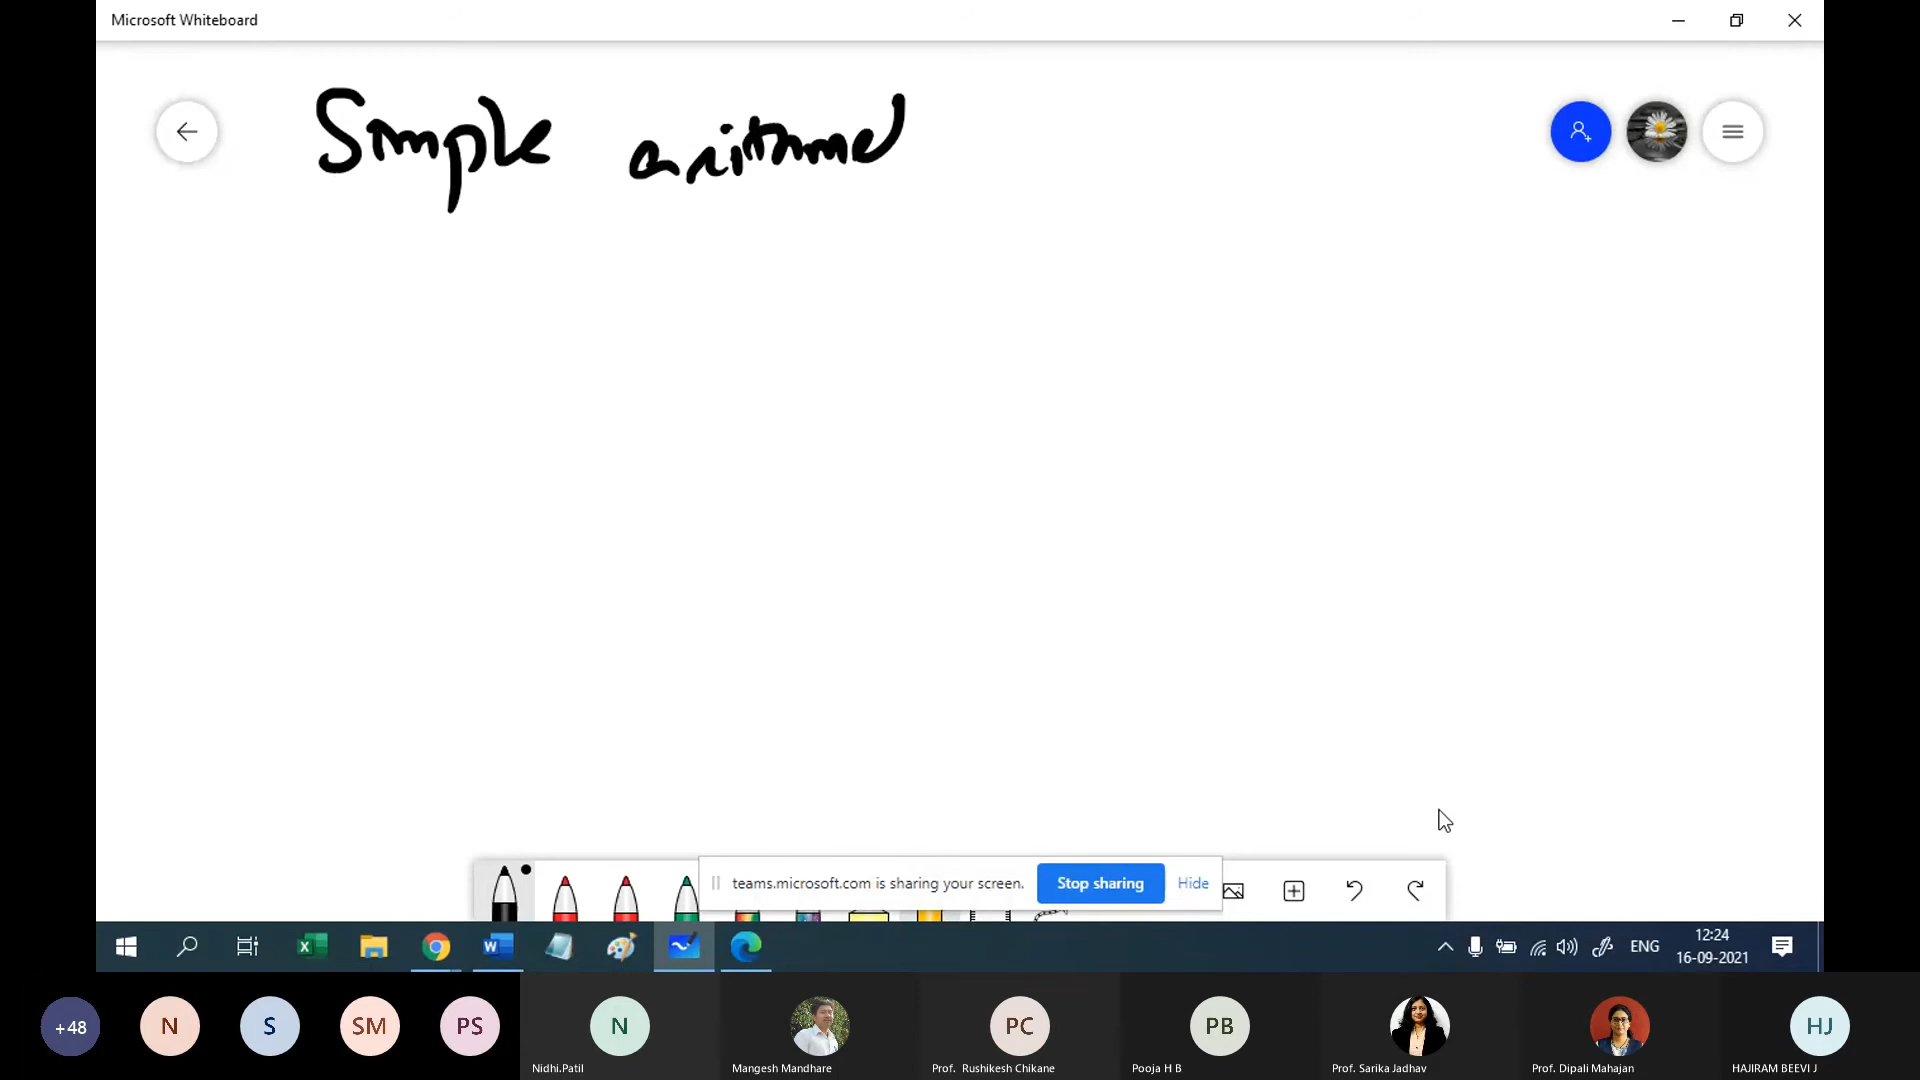 Microsoft Whiteboard
Simple arithme
teams.microsoft.com is sharing your screen. Stop sharing Hide
ENG
12:24
16-09-2021
+48 N S SM PS N PC PB HJ
Nidhi.Patil Mangesh Mandhare Prof. Rushikesh Chikane Pooja H B Prof. Sarika Jadhav Prof. Dipali Mahajan HAJIRAM BEEVI J